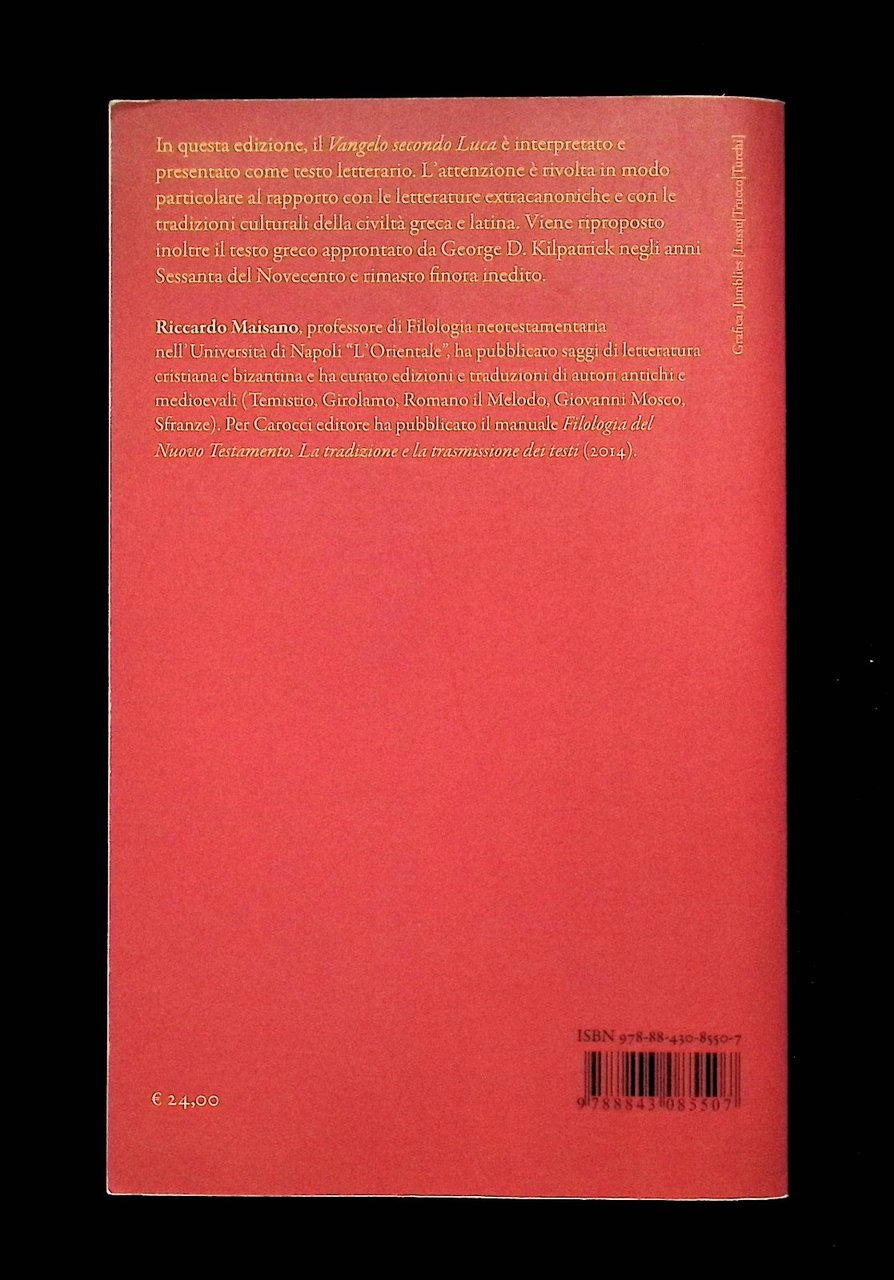 In questa edizione, il Vangelo secondo Luca è interpretato e
presentato come testo letterario. L'attenzione è rivolta in modo
particolare al rapporto con le letterature extracanoniche e con le
tradizioni culturali della civiltà greca e latina. Viene riproposto
inoltre il testo greco approntato da George D. Kilpatrick negli anni
Sessanta del Novecento e rimasto finora inedito.
Riccardo Maisano, professore di Filologia neotestamentaria
nell'Università di Napoli “L'Orientale”, ha pubblicato saggi di letteratura
cristiana e bizantina e ha curato edizioni e traduzioni di autori antichi e
medioevali (Temistio, Girolamo, Romano il Melodo, Giovanni Mosco,
Sfranze). Per Carocci editore ha pubblicato il manuale Filologia del
Nuovo Testamento. La tradizione e la trasmissione dei testi (2014).
Grafica: Jumblies |Lussu|Trucco|Turchi|
ISBN 978-88-430-8550-7
9 788843 085507
€ 24,00